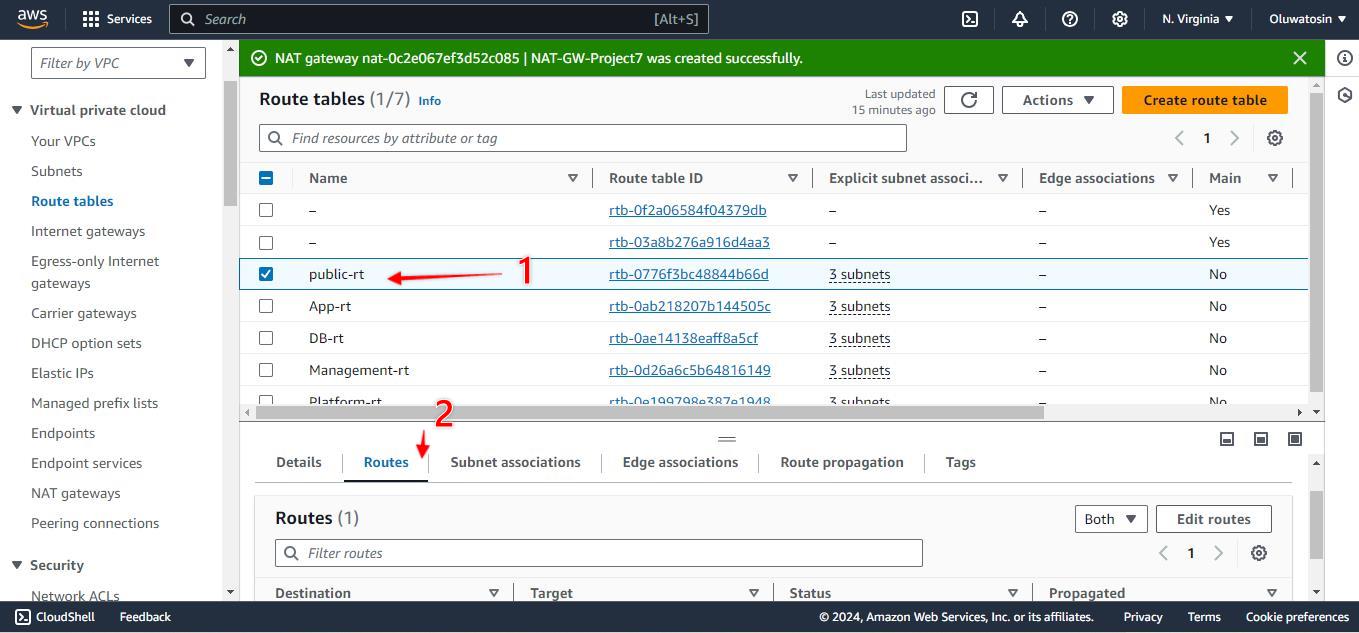 aws Services Search [Alt+S] N. Virginia Oluwatosin
Filter by VPC
Virtual private cloud
Your VPCs
Subnets
Route tables
Internet gateways
Egress-only Internet
gateways
Carrier gateways
DHCP option sets
Elastic IPs
Managed prefix lists
Endpoints
Endpoint services
NAT gateways
Peering connections
Security
Network ACLs
NAT gateway nat-0c2e067ef3d52c085 | NAT-GW-Project7 was created successfully.
Route tables (1/7) Info
Last updated
15 minutes ago
Actions
Create route table
Find resources by attribute or tag
1
Name Route table ID Explicit subnet associ... Edge associations Main
– rtb-0f2a06584f04379db – – Yes
– rtb-03a8b276a916d4aa3 – – Yes
public-rt 1 rtb-0776f3bc48844b66d 3 subnets – No
App-rt rtb-0ab218207b144505c 3 subnets – No
DB-rt rtb-0ae14138eaff8a5cf 3 subnets – No
Management-rt rtb-0d26a6c5b64816149 3 subnets – No
Platform-rt rtb-0e199798e387e1948 3 subnets – No
2
Details Routes Subnet associations Edge associations Route propagation Tags
Routes (1)
Both
Edit routes
Filter routes
1
Destination Target Status Propagated
CloudShell Feedback © 2024, Amazon Web Services, Inc. or its affiliates. Privacy Terms Cookie preferences